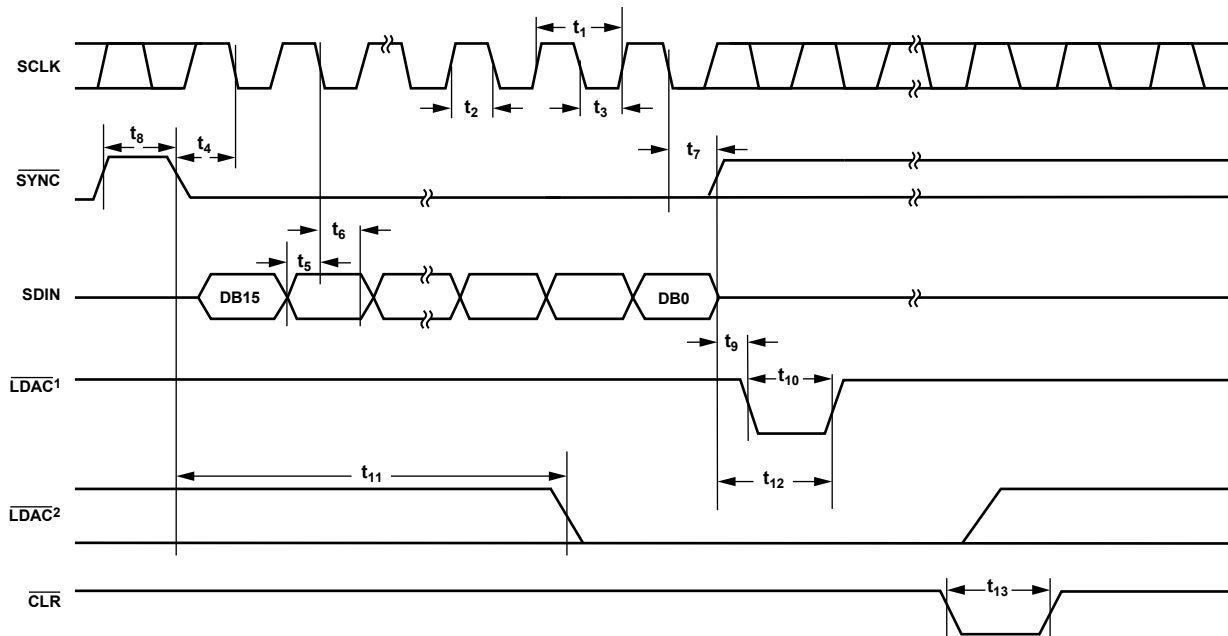 t1
SCLK
t2
t3
t8
t4
t7
SYNC
t6
t5
SDIN
DB15
DB0
t9
LDAC1
t10
t11
t12
LDAC2
CLR
t13